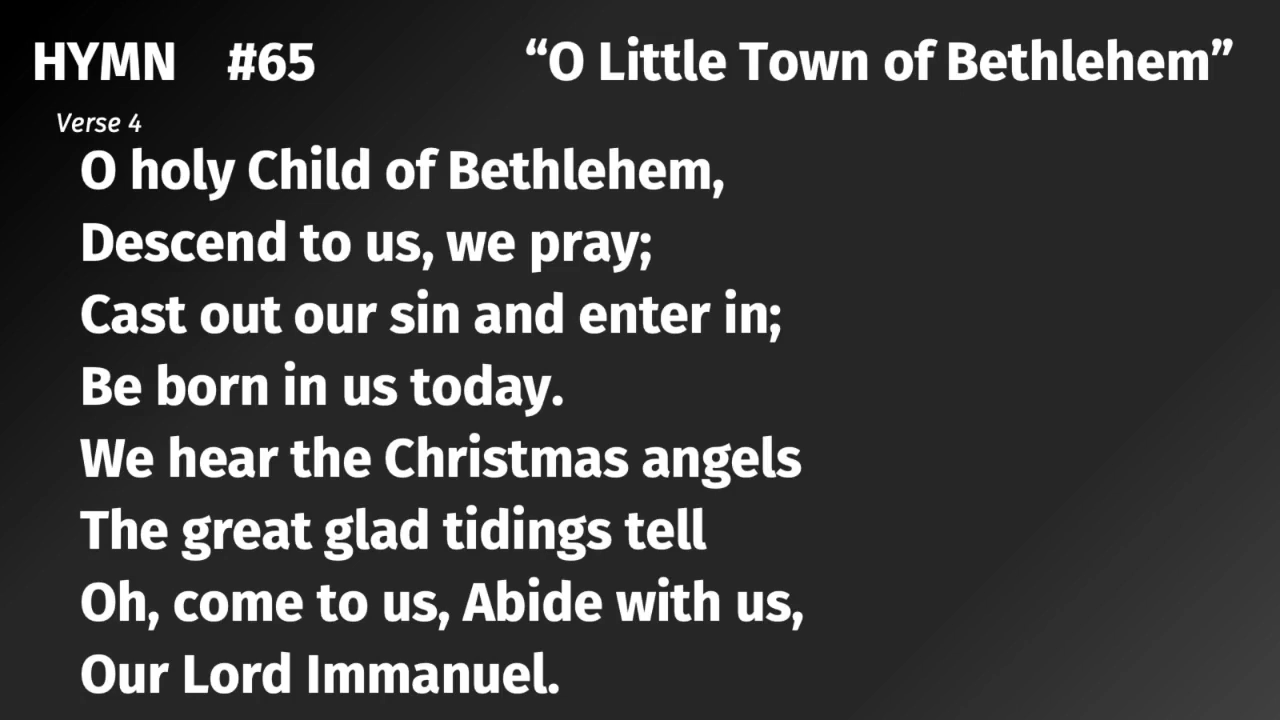 HYMN #65 “O Little Town of Bethlehem”
Verse 4
O holy Child of Bethlehem,
Descend to us, we pray;
Cast out our sin and enter in;
Be born in us today.
We hear the Christmas angels
The great glad tidings tell
Oh, come to us, Abide with us,
Our Lord Immanuel.